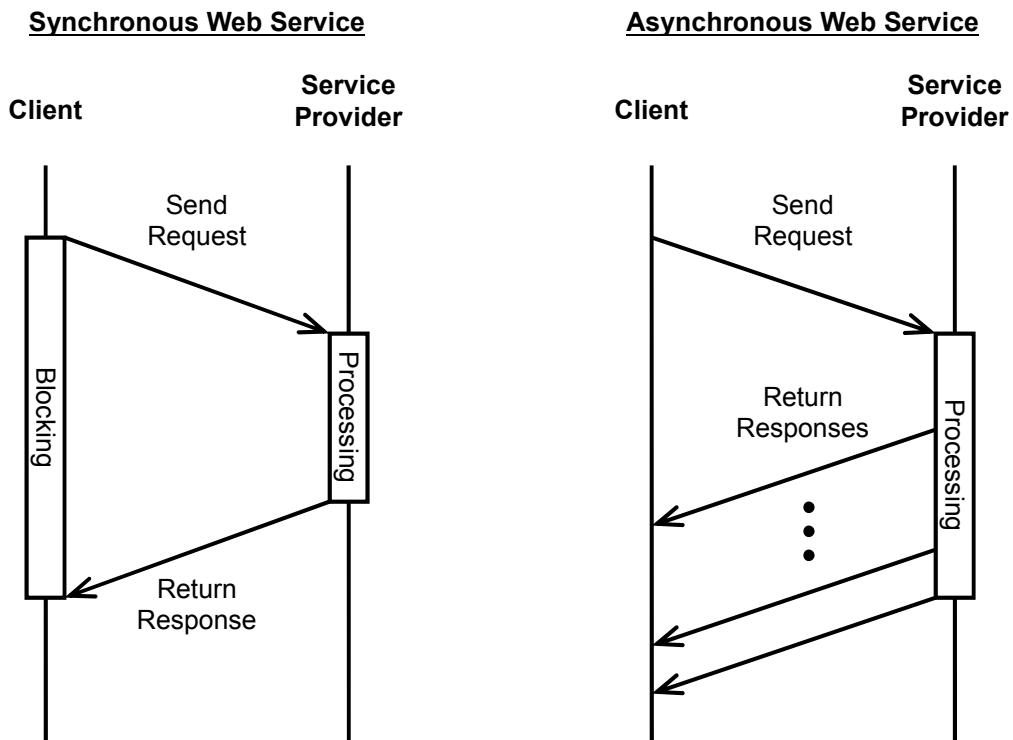 Synchronous Web Service
Client
Service
Provider
Send
Request
Blocking
Processing
Return
Response
Asynchronous Web Service
Client
Service
Provider
Send
Request
Return
Responses
Processing